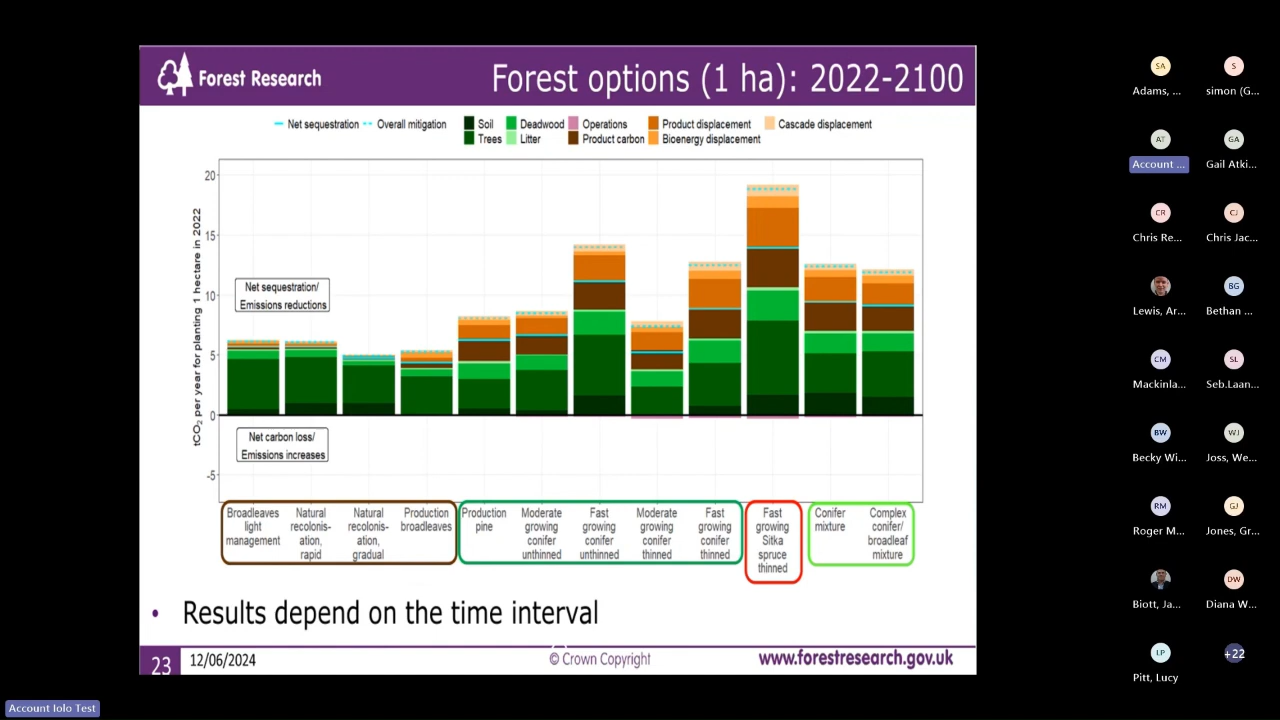 Forest Research
Forest options (1 ha): 2022-2100
Net sequestration
Overall mitigation
Soil
Deadwood
Operations
Product displacement
Cascade displacement
Trees
Litter
Product carbon
Bioenergy displacement
20
15
10
5
0
-5
tCO₂ per year for planting 1 hectare in 2022
Net sequestration/
Emissions reductions
Net carbon loss/
Emissions increases
Broadleaves
light
management
Natural
recolonis-
ation,
rapid
Natural
recolonis-
ation,
gradual
Production
broadleaves
Production
pine
Moderate
growing
conifer
unthinned
Fast
growing
conifer
unthinned
Moderate
growing
conifer
thinned
Fast
growing
conifer
thinned
Fast
growing
Sitka
spruce
thinned
Conifer
mixture
Complex
conifer/
broadleaf
mixture
• Results depend on the time interval
23
12/06/2024
© Crown Copyright
www.forestresearch.gov.uk
SA
Adams, ...
S
simon (G...
AT
Account ...
GA
Gail Atki...
CR
Chris Re...
CJ
Chris Jac...
Lewis, Ar...
BG
Bethan ...
CM
Mackinla...
SL
Seb.Laan...
BW
Becky Wi...
WJ
Joss, We...
RM
Roger M...
GJ
Jones, Gr...
Biott, Ja...
DW
Diana W...
LP
Pitt, Lucy
+22
Account Iolo Test